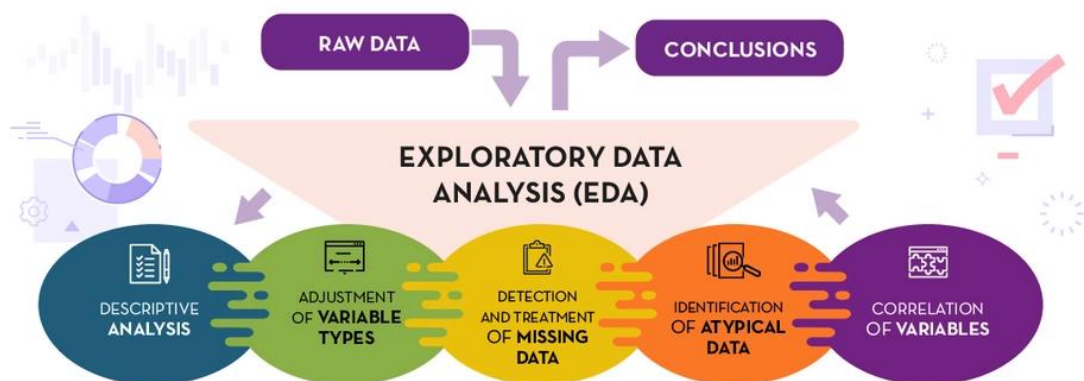 RAW DATA
CONCLUSIONS
EXPLORATORY DATA
ANALYSIS (EDA)
DESCRIPTIVE
ANALYSIS
ADJUSTMENT
OF VARIABLE
TYPES
DETECTION
AND TREATMENT
OF MISSING
DATA
IDENTIFICATION
OF ATYPICAL
DATA
CORRELATION
OF VARIABLES